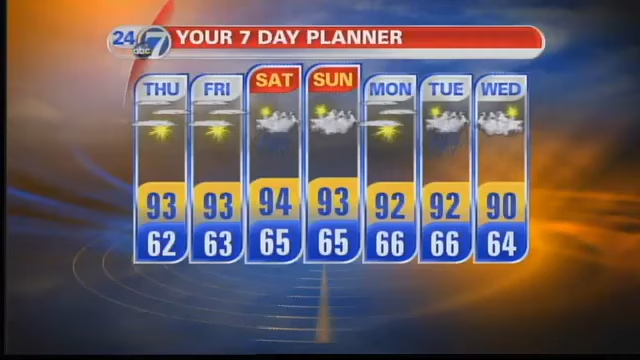 24 7 YOUR 7 DAY PLANNER
abc
THU FRI SAT SUN MON TUE WED
93 93 94 93 92 92 90
62 63 65 65 66 66 64